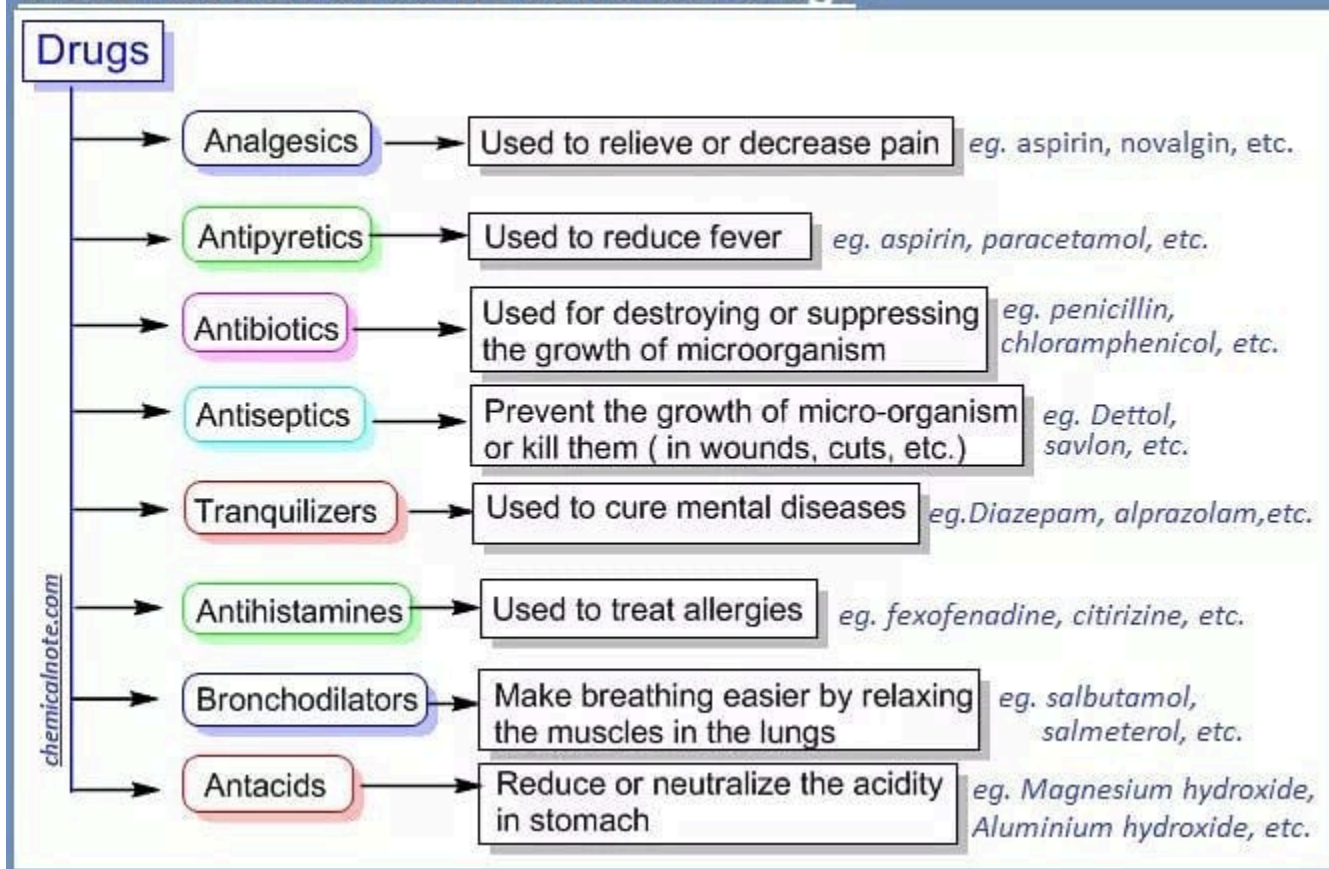 Drugs
Analgesics
Used to relieve or decrease pain
eg. aspirin, novalgin, etc.
Antipyretics
Used to reduce fever
eg. aspirin, paracetamol, etc.
Antibiotics
Used for destroying or suppressing
the growth of microorganism
eg. penicillin,
chloramphenicol, etc.
Antiseptics
Prevent the growth of micro-organism
or kill them ( in wounds, cuts, etc.)
eg. Dettol,
savlon, etc.
Tranquilizers
Used to cure mental diseases
eg.Diazepam, alprazolam,etc.
Antihistamines
Used to treat allergies
eg. fexofenadine, citirizine, etc.
Bronchodilators
Make breathing easier by relaxing
the muscles in the lungs
eg. salbutamol,
salmeterol, etc.
Antacids
Reduce or neutralize the acidity
in stomach
eg. Magnesium hydroxide,
Aluminium hydroxide, etc.
chemicalnote.com